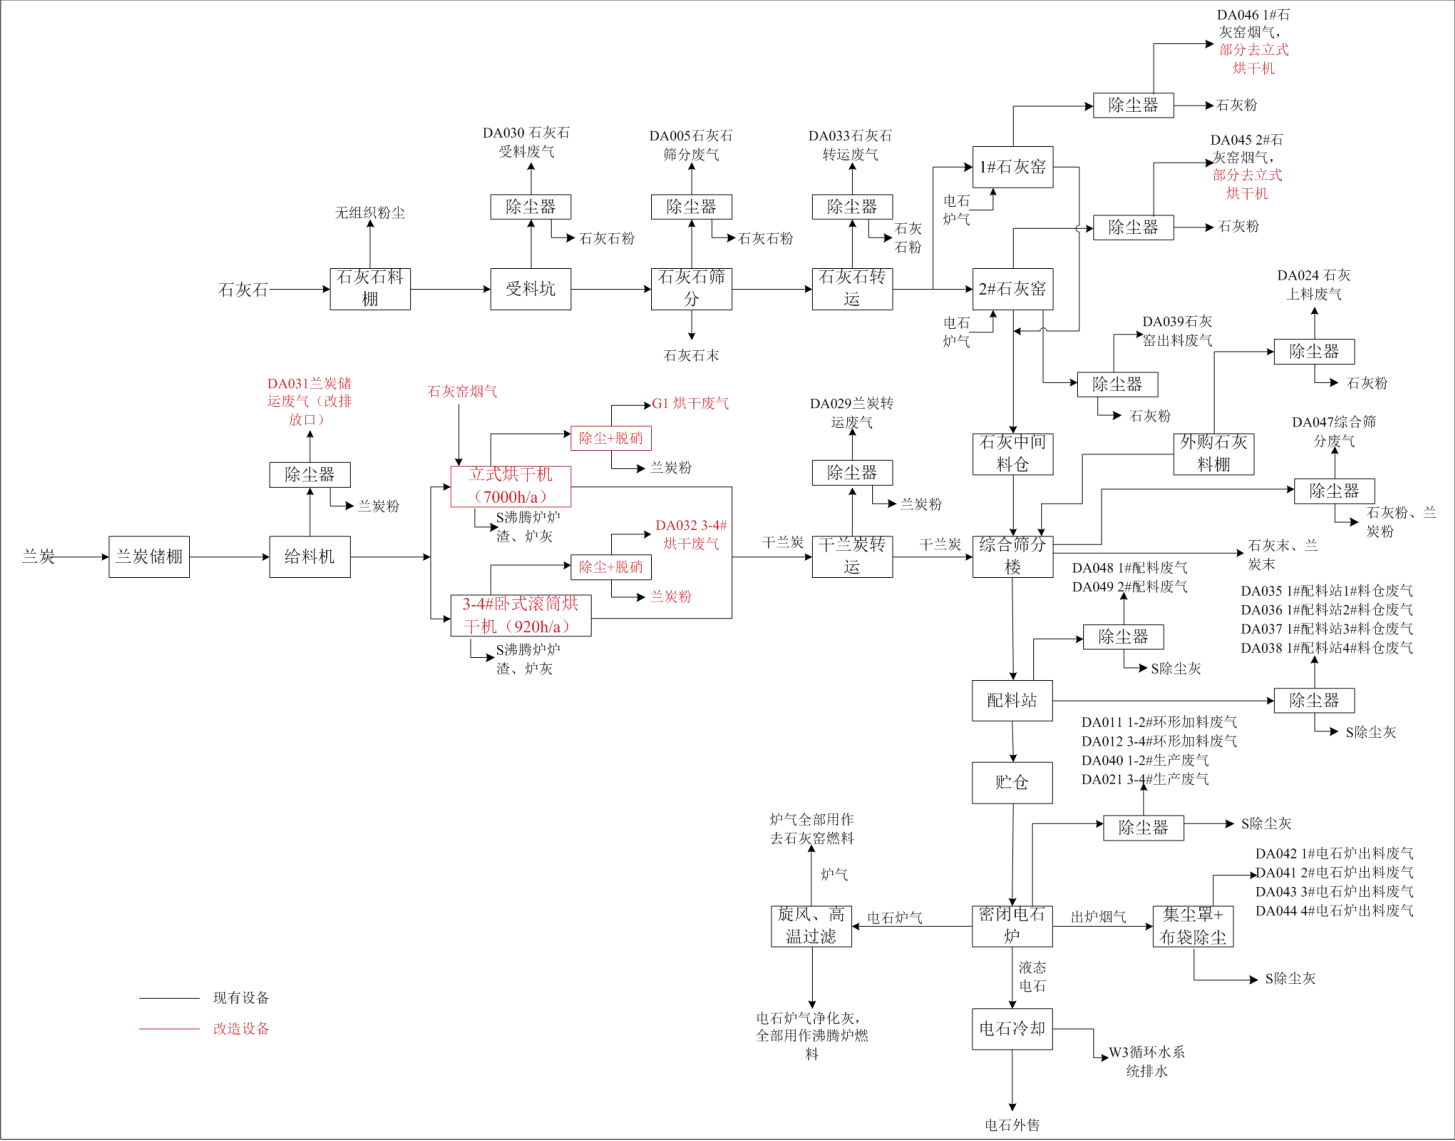 DA046 1#石
灰窑烟气，
部分去立式
烘干机
除尘器
石灰粉
DA030 石灰石
受料废气
DA005石灰石
筛分废气
DA033石灰石
转运废气
DA045 2#石
灰窑烟气，
部分去立式
烘干机
1#石灰窑
电石
炉气
除尘器
除尘器
除尘器
无组织粉尘
石灰石粉
石灰石粉
石灰
石粉
除尘器
石灰粉
石灰石
石灰石料
棚
受料坑
石灰石筛
分
石灰石转
运
2#石灰窑
电石
炉气
DA024 石灰
上料废气
DA039石灰
窑出料废气
除尘器
石灰粉
石灰石末
DA031兰炭储
运废气（改排
放口）
石灰窑烟气
G1 烘干废气
DA029兰炭转
运废气
除尘器
石灰粉
DA047综合筛
分废气
除尘+脱硝
兰炭粉
石灰中间
料仓
外购石灰
料棚
除尘器
兰炭粉
立式烘干机
（7000h/a）
除尘器
兰炭粉
除尘器
石灰粉、兰
炭粉
S沸腾炉炉
渣、炉灰
DA032 3-4#
烘干废气
兰炭
兰炭储棚
给料机
除尘+脱硝
兰炭粉
干兰炭
干兰炭转
运
干兰炭
综合筛分
楼
石灰末、兰
炭末
3-4#卧式滚筒烘
干机（920h/a）
S沸腾炉炉
渣、炉灰
DA048 1#配料废气
DA049 2#配料废气
除尘器
S除尘灰
DA035 1#配料站1#料仓废气
DA036 1#配料站2#料仓废气
DA037 1#配料站3#料仓废气
DA038 1#配料站4#料仓废气
配料站
除尘器
S除尘灰
DA011 1-2#环形加料废气
DA012 3-4#环形加料废气
DA040 1-2#生产废气
DA021 3-4#生产废气
贮仓
除尘器
S除尘灰
炉气全部用作
去石灰窑燃料
炉气
DA042 1#电石炉出料废气
DA041 2#电石炉出料废气
DA043 3#电石炉出料废气
DA044 4#电石炉出料废气
旋风、高
温过滤
电石炉气
密闭电石
炉
出炉烟气
集尘罩+
布袋除尘
S除尘灰
液态
电石
电石炉气净化灰，
全部用作沸腾炉燃
料
电石冷却
W3循环水系
统排水
电石外售
现有设备
改造设备